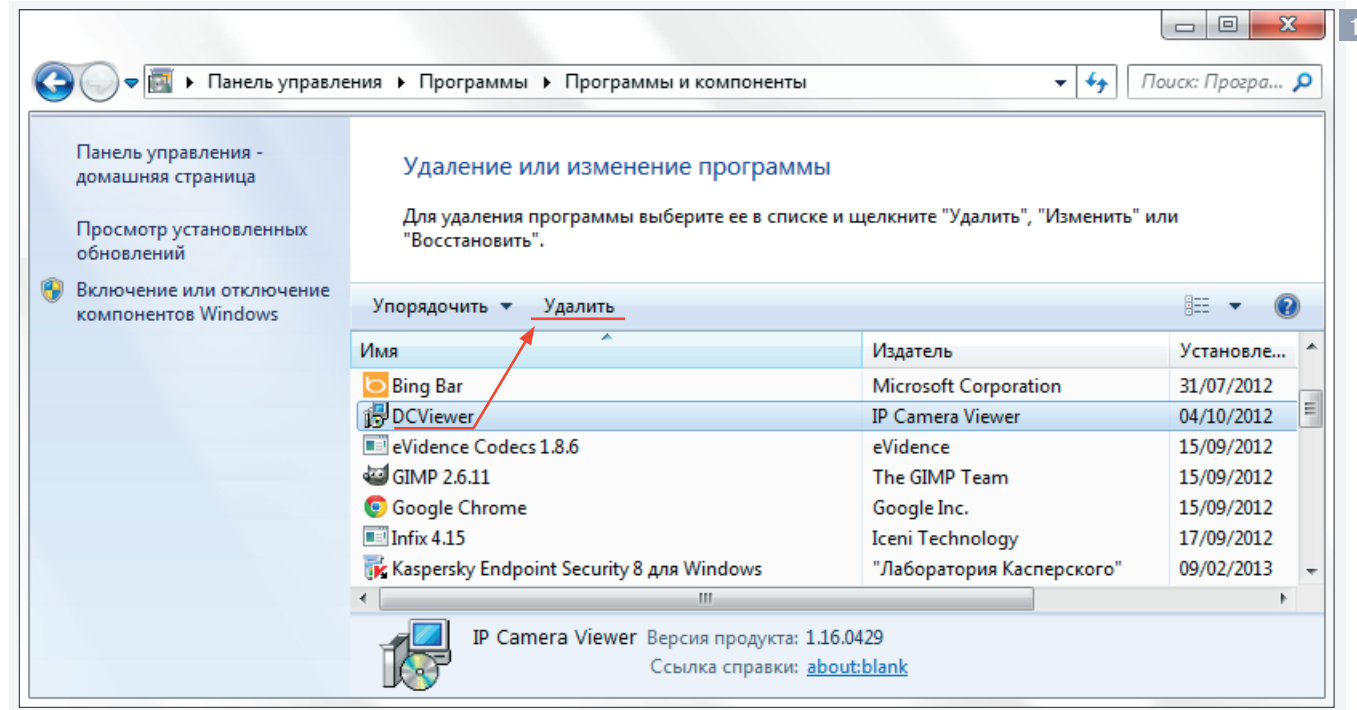 1
Панель управления Программы Программы и компоненты Поиск: Програ...
Панель управления -
домашняя страница
Просмотр установленных
обновлений
Включение или отключение
компонентов Windows
Удаление или изменение программы
Для удаления программы выберите ее в списке и щелкните "Удалить", "Изменить" или
"Восстановить".
Упорядочить Удалить
Имя Издатель Установле...
Bing Bar Microsoft Corporation 31/07/2012
DCViewer IP Camera Viewer 04/10/2012
eVidence Codecs 1.8.6 eVidence 15/09/2012
GIMP 2.6.11 The GIMP Team 15/09/2012
Google Chrome Google Inc. 15/09/2012
Infix 4.15 Iceni Technology 17/09/2012
Kaspersky Endpoint Security 8 для Windows "Лаборатория Касперского" 09/02/2013
IP Camera Viewer Версия продукта: 1.16.0429
Ссылка справки: about:blank